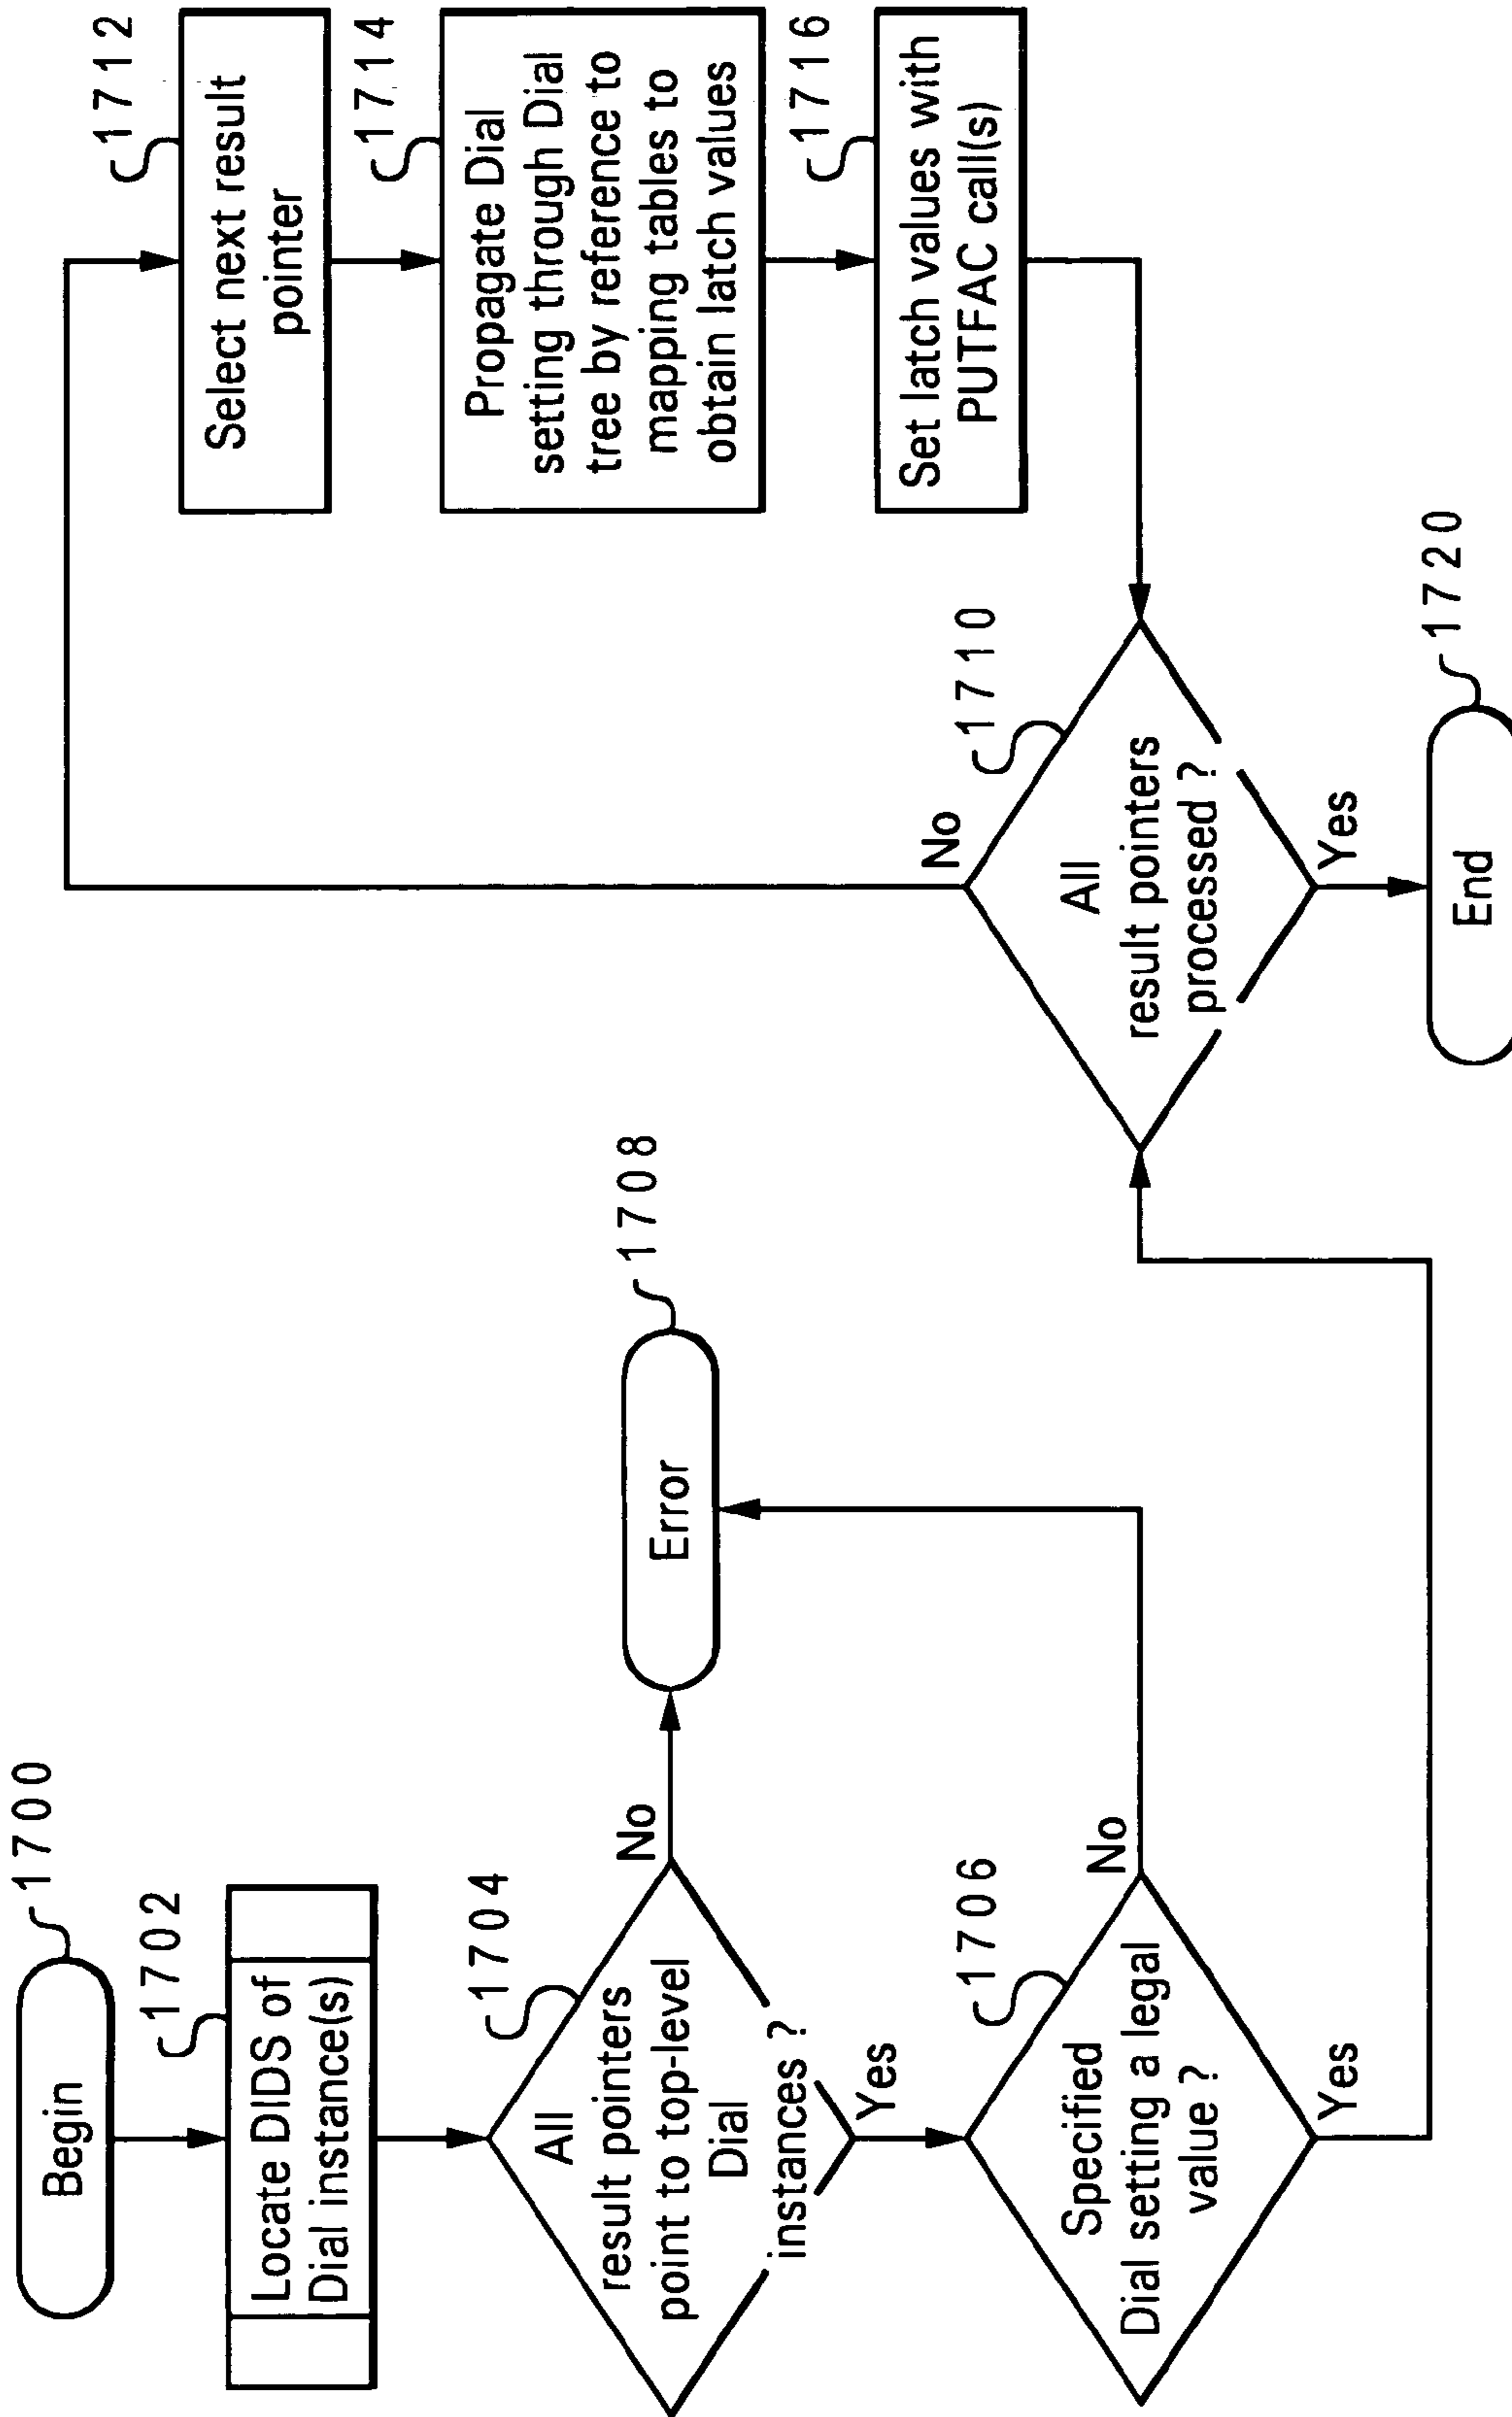 Begin
1700
Locate DIDS of
Dial instance(s)
1702
All
result pointers
point to top-level
Dial
instances ?
1704
No
Yes
Error
1708
Specified
Dial setting a legal
value ?
1706
No
Yes
All
result pointers
processed ?
1710
No
Yes
Select next result
pointer
1712
Propagate Dial
setting through Dial
tree by reference to
mapping tables to
obtain latch values
1714
Set latch values with
PUTFAC call(s)
1716
End
1720